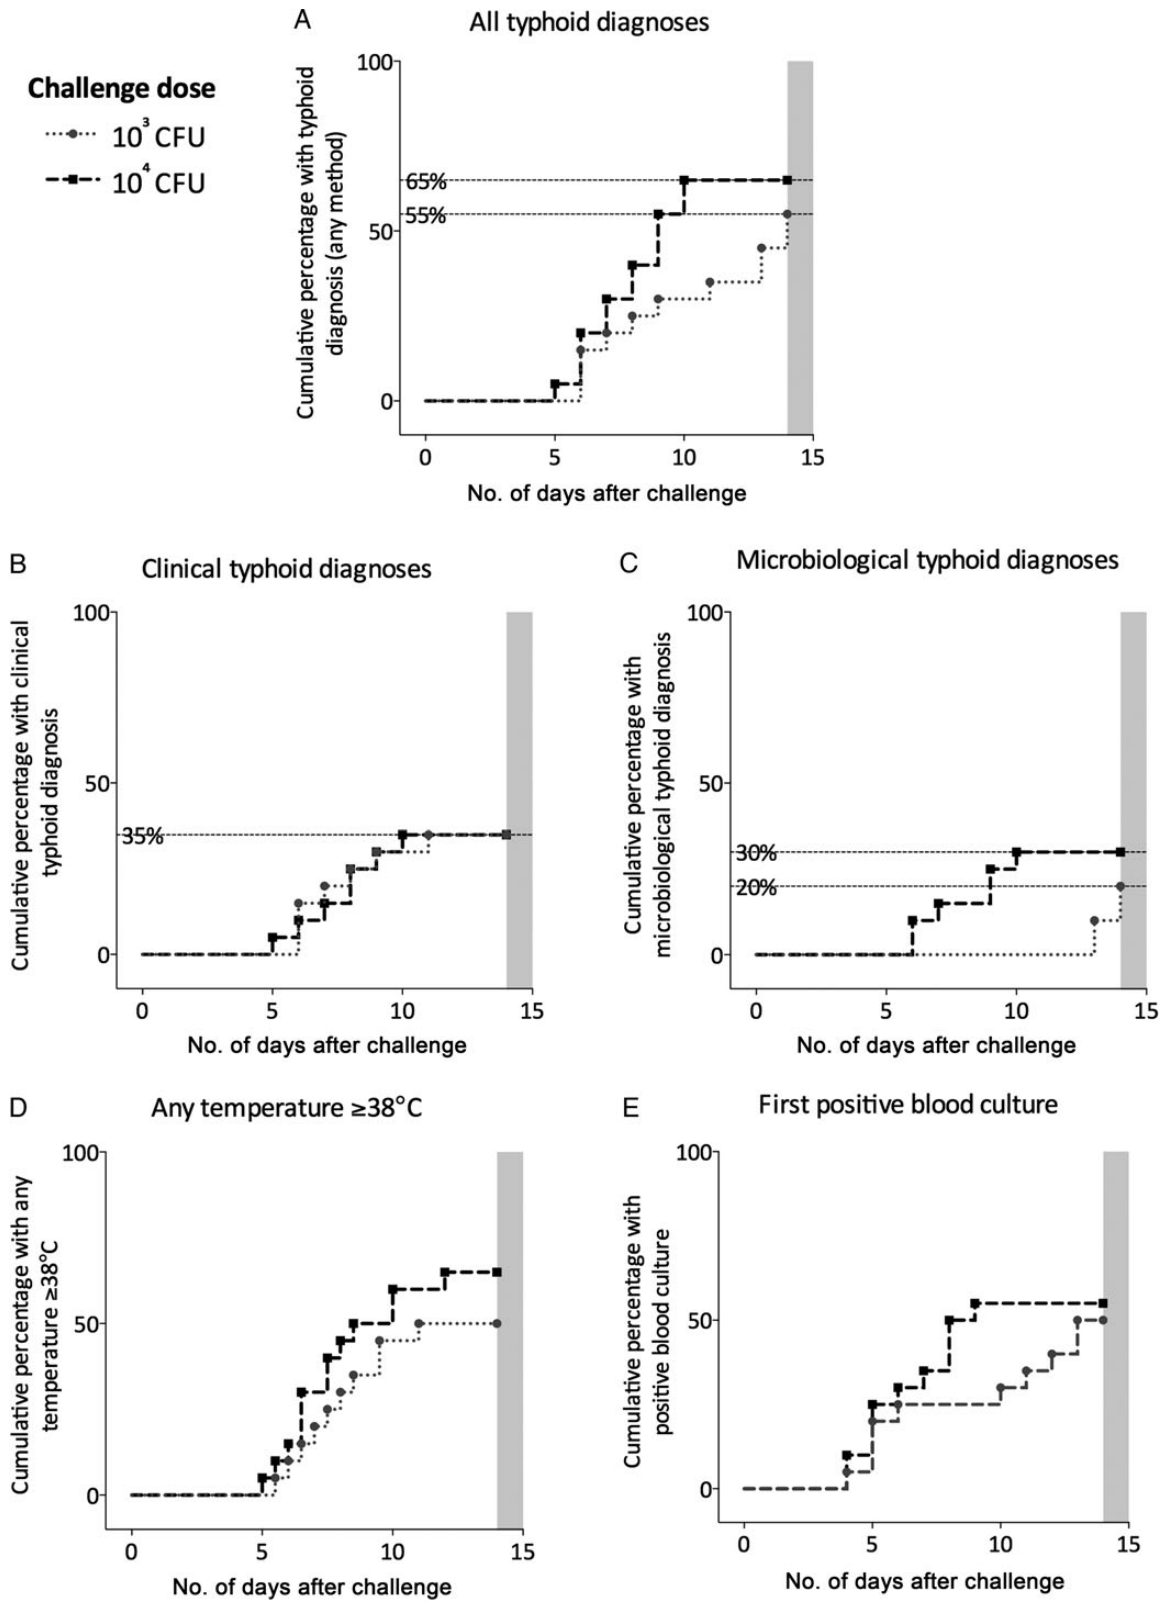 A
All typhoid diagnoses
Challenge dose
10³ CFU
10⁴ CFU
Cumulative percentage with typhoid
diagnosis (any method)
100
65%
55%
50
0
0 5 10 15
No. of days after challenge
B
Clinical typhoid diagnoses
Cumulative percentage with clinical
typhoid diagnosis
100
50
35%
0
0 5 10 15
No. of days after challenge
C
Microbiological typhoid diagnoses
Cumulative percentage with
microbiological typhoid diagnosis
100
50
30%
20%
0
0 5 10 15
No. of days after challenge
D
Any temperature ≥38°C
Cumulative percentage with any
temperature ≥38°C
100
50
0
0 5 10 15
No. of days after challenge
E
First positive blood culture
Cumulative percentage with
positive blood culture
100
50
0
0 5 10 15
No. of days after challenge